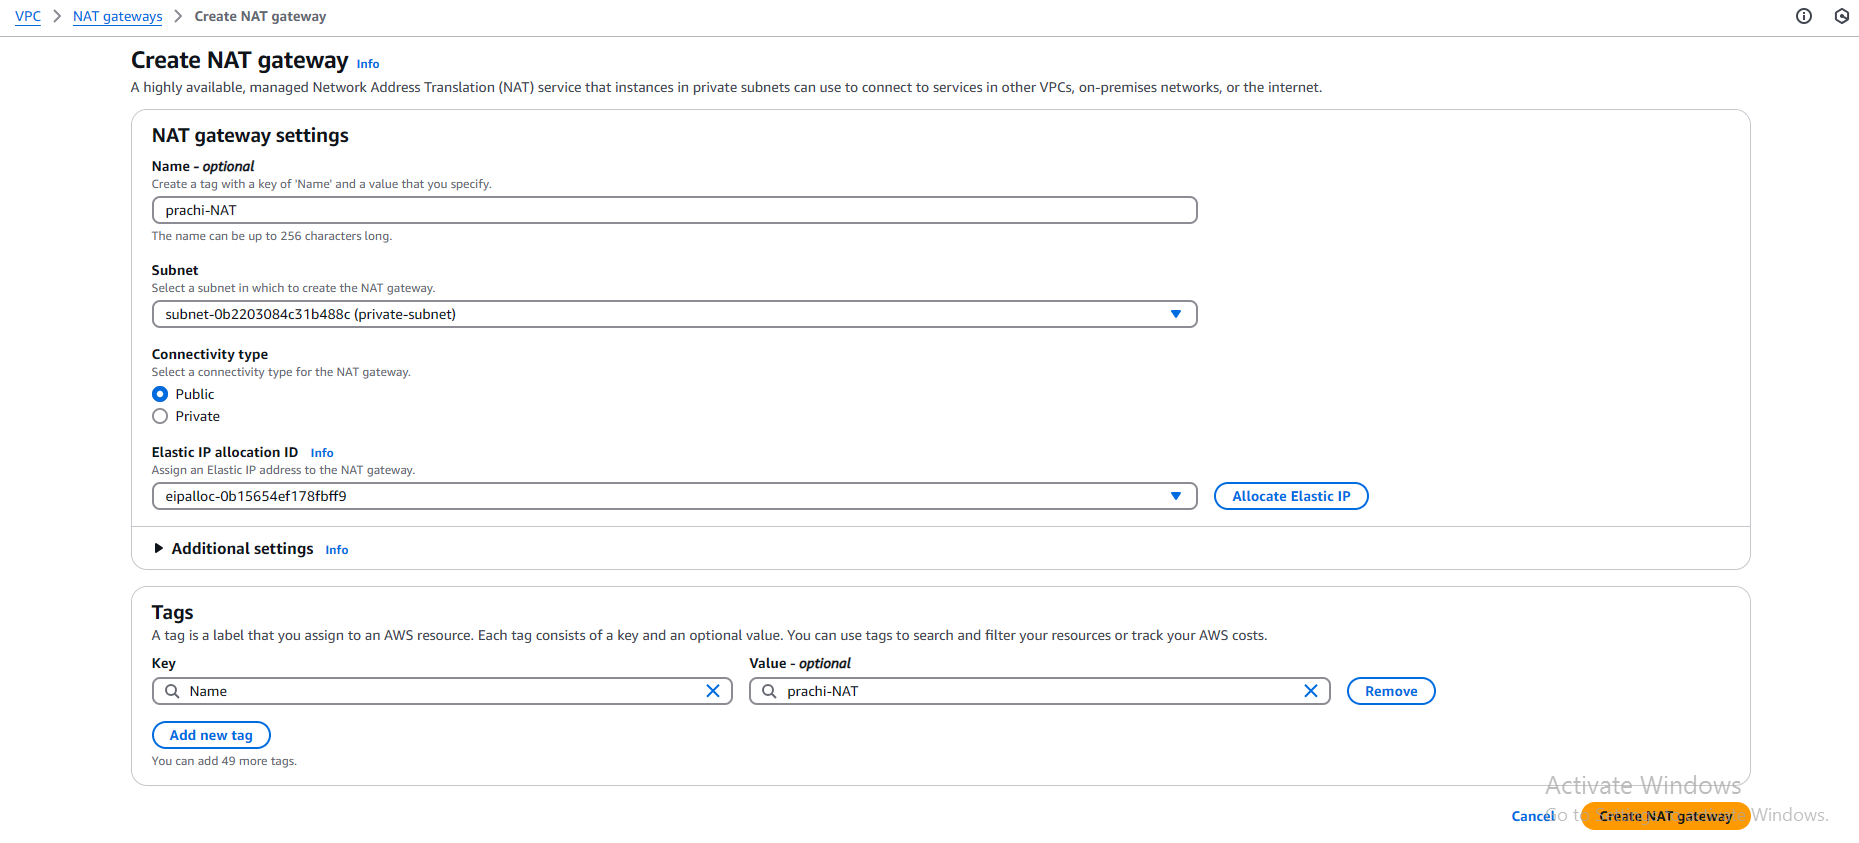 VPC > NAT gateways > Create NAT gateway
Create NAT gateway Info
A highly available, managed Network Address Translation (NAT) service that instances in private subnets can use to connect to services in other VPCs, on-premises networks, or the internet.
NAT gateway settings
Name - optional
Create a tag with a key of 'Name' and a value that you specify.
prachi-NAT
The name can be up to 256 characters long.
Subnet
Select a subnet in which to create the NAT gateway.
subnet-0b2203084c31b488c (private-subnet)
Connectivity type
Select a connectivity type for the NAT gateway.
Public
Private
Elastic IP allocation ID Info
Assign an Elastic IP address to the NAT gateway.
eipalloc-0b15654ef178fbff9 Allocate Elastic IP
Additional settings Info
Tags
A tag is a label that you assign to an AWS resource. Each tag consists of a key and an optional value. You can use tags to search and filter your resources or track your AWS costs.
Key Value - optional
Name prachi-NAT Remove
Add new tag
You can add 49 more tags.
Activate Windows
Cancel Create NAT gateway
Go to Windows.